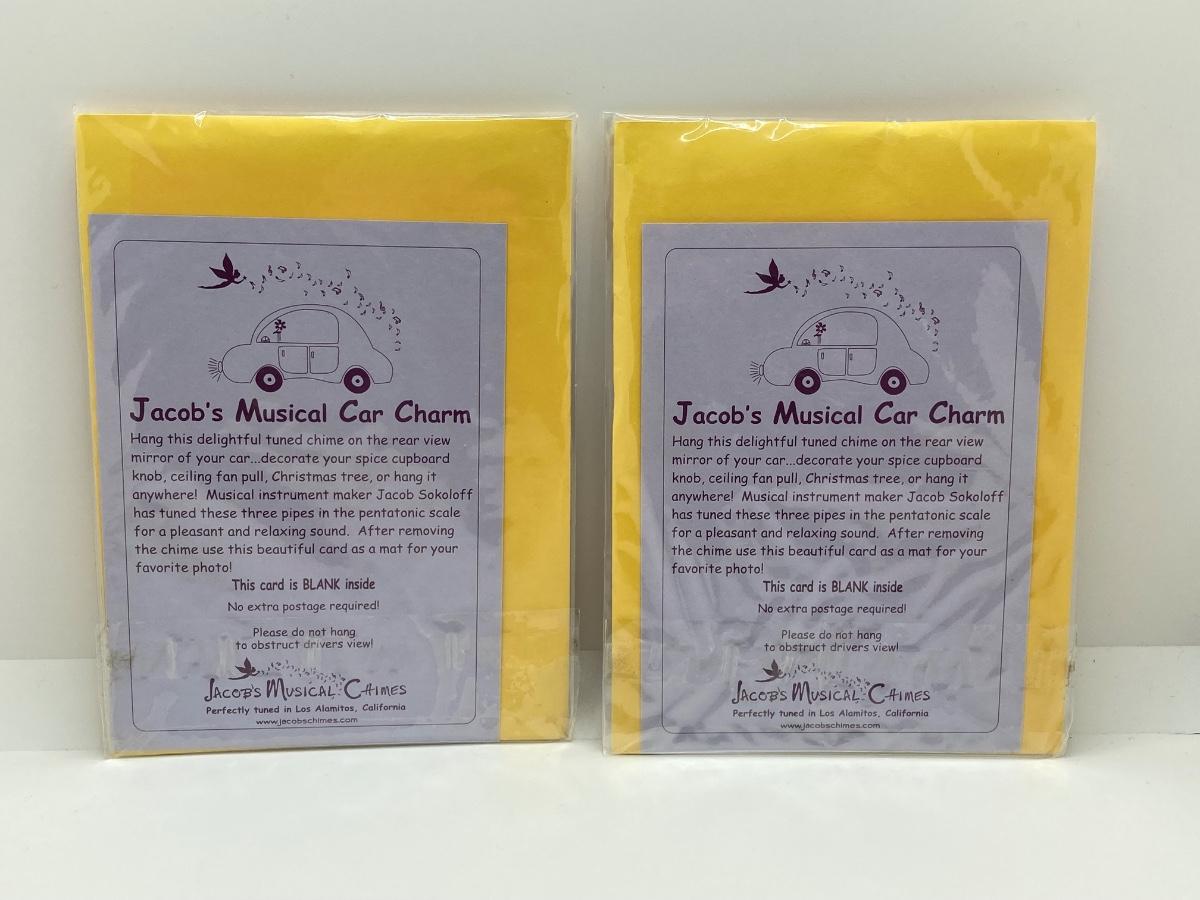 Jacob's Musical Car Charm
Hang this delightful tuned chime on the rear view
mirror of your car...decorate your spice cupboard
knob, ceiling fan pull, Christmas tree, or hang it
anywhere! Musical instrument maker Jacob Sokoloff
has tuned these three pipes in the pentatonic scale
for a pleasant and relaxing sound. After removing
the chime use this beautiful card as a mat for your
favorite photo!
This card is BLANK inside
No extra postage required!
Please do not hang
to obstruct drivers view!
JACOB'S MUSICAL CHIMES
Perfectly tuned in Los Alamitos, California
www.jacobschimes.com
Jacob's Musical Car Charm
Hang this delightful tuned chime on the rear view
mirror of your car...decorate your spice cupboard
knob, ceiling fan pull, Christmas tree, or hang it
anywhere! Musical instrument maker Jacob Sokoloff
has tuned these three pipes in the pentatonic scale
for a pleasant and relaxing sound. After removing
the chime use this beautiful card as a mat for your
favorite photo!
This card is BLANK inside
No extra postage required!
Please do not hang
to obstruct drivers view!
JACOB'S MUSICAL CHIMES
Perfectly tuned in Los Alamitos, California
www.jacobschimes.com